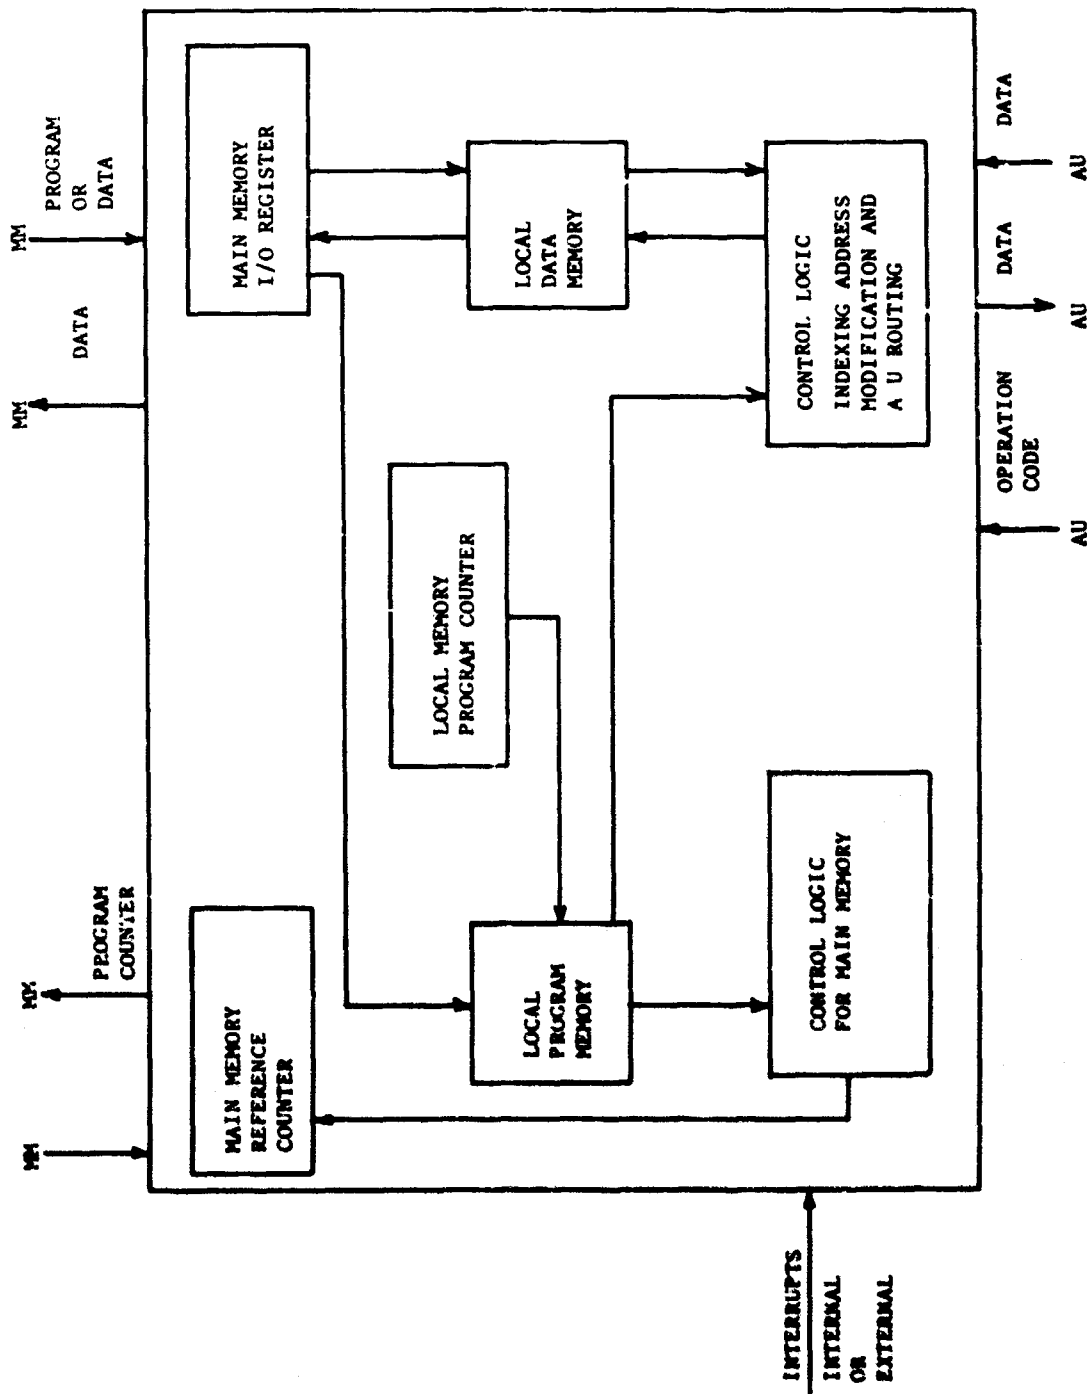 MM
MM
PROGRAM
COUNTER
MM
DATA
MM
PROGRAM
OR
DATA
MAIN MEMORY
REFERENCE
COUNTER
MAIN MEMORY
I/O REGISTER
LOCAL MEMORY
PROGRAM COUNTER
LOCAL
PROGRAM
MEMORY
LOCAL
DATA
MEMORY
INTERRUPTS
INTERNAL
OR
EXTERNAL
CONTROL LOGIC
FOR MAIN MEMORY
CONTROL LOGIC
INDEXING ADDRESS
MODIFICATION AND
A U ROUTING
OPERATION
CODE
AU
DATA
AU
DATA
AU